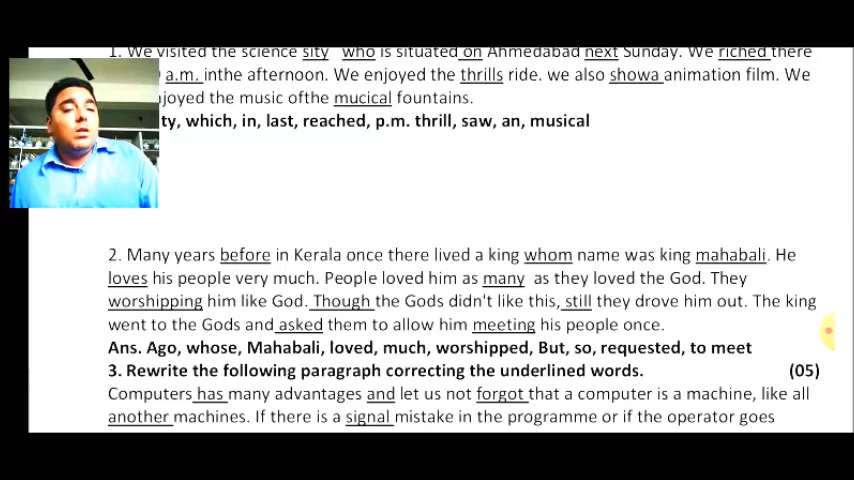 1. We visited the science sity who is situated on Ahmedabad next Sunday. We riched there
a.m. inthe afternoon. We enjoyed the thrills ride. we also showa animation film. We
joyed the music ofthe mucical fountains.
ty, which, in, last, reached, p.m. thrill, saw, an, musical
2. Many years before in Kerala once there lived a king whom name was king mahabali. He
loves his people very much. People loved him as many as they loved the God. They
worshipping him like God. Though the Gods didn't like this, still they drove him out. The king
went to the Gods and asked them to allow him meeting his people once.
Ans. Ago, whose, Mahabali, loved, much, worshipped, But, so, requested, to meet
3. Rewrite the following paragraph correcting the underlined words. (05)
Computers has many advantages and let us not forgot that a computer is a machine, like all
another machines. If there is a signal mistake in the programme or if the operator goes